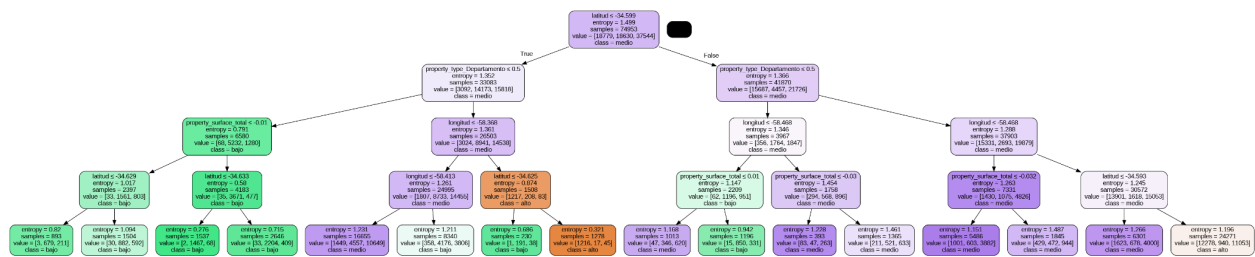 latitud ≤ -34.599
entropy = 1.499
samples = 74953
value = [18779, 18630, 37544]
class = medio
True
False
property_type_Departamento ≤ 0.5
entropy = 1.352
samples = 33083
value = [3092, 14173, 15818]
class = medio
property_type_Departamento ≤ 0.5
entropy = 1.366
samples = 41870
value = [15687, 4457, 21726]
class = medio
property_surface_total ≤ -0.01
entropy = 0.791
samples = 6580
value = [68, 5232, 1280]
class = bajo
longitud ≤ -58.368
entropy = 1.361
samples = 26503
value = [3024, 8941, 14538]
class = medio
longitud ≤ -58.468
entropy = 1.346
samples = 3967
value = [356, 1764, 1847]
class = medio
longitud ≤ -58.468
entropy = 1.288
samples = 37903
value = [15331, 2693, 19879]
class = medio
latitud ≤ -34.629
entropy = 1.017
samples = 2397
value = [33, 1561, 803]
class = bajo
latitud ≤ -34.633
entropy = 0.58
samples = 4183
value = [35, 3671, 477]
class = bajo
longitud ≤ -58.413
entropy = 1.261
samples = 24995
value = [1807, 8733, 14455]
class = medio
latitud ≤ -34.625
entropy = 0.874
samples = 1508
value = [1217, 208, 83]
class = alto
property_surface_total ≤ 0.01
entropy = 1.147
samples = 2209
value = [62, 1196, 951]
class = bajo
property_surface_total ≤ -0.03
entropy = 1.454
samples = 1758
value = [294, 568, 896]
class = medio
property_surface_total ≤ -0.032
entropy = 1.263
samples = 7331
value = [1430, 1075, 4826]
class = medio
latitud ≤ -34.593
entropy = 1.245
samples = 30572
value = [13901, 1618, 15053]
class = medio
entropy = 0.82
samples = 893
value = [3, 679, 211]
class = bajo
entropy = 1.094
samples = 1504
value = [30, 882, 592]
class = bajo
entropy = 0.276
samples = 1537
value = [2, 1467, 68]
class = bajo
entropy = 0.715
samples = 2646
value = [33, 2204, 409]
class = bajo
entropy = 1.231
samples = 16655
value = [1449, 4557, 10649]
class = medio
entropy = 1.211
samples = 8340
value = [358, 4176, 3806]
class = bajo
entropy = 0.686
samples = 230
value = [1, 191, 38]
class = bajo
entropy = 0.321
samples = 1278
value = [1216, 17, 45]
class = alto
entropy = 1.168
samples = 1013
value = [47, 346, 620]
class = medio
entropy = 0.942
samples = 1196
value = [15, 850, 331]
class = bajo
entropy = 1.228
samples = 393
value = [83, 47, 263]
class = medio
entropy = 1.461
samples = 1365
value = [211, 521, 633]
class = medio
entropy = 1.151
samples = 5486
value = [1001, 603, 3882]
class = medio
entropy = 1.487
samples = 1845
value = [429, 472, 944]
class = medio
entropy = 1.266
samples = 6301
value = [1623, 678, 4000]
class = medio
entropy = 1.196
samples = 24271
value = [12278, 940, 11053]
class = alto